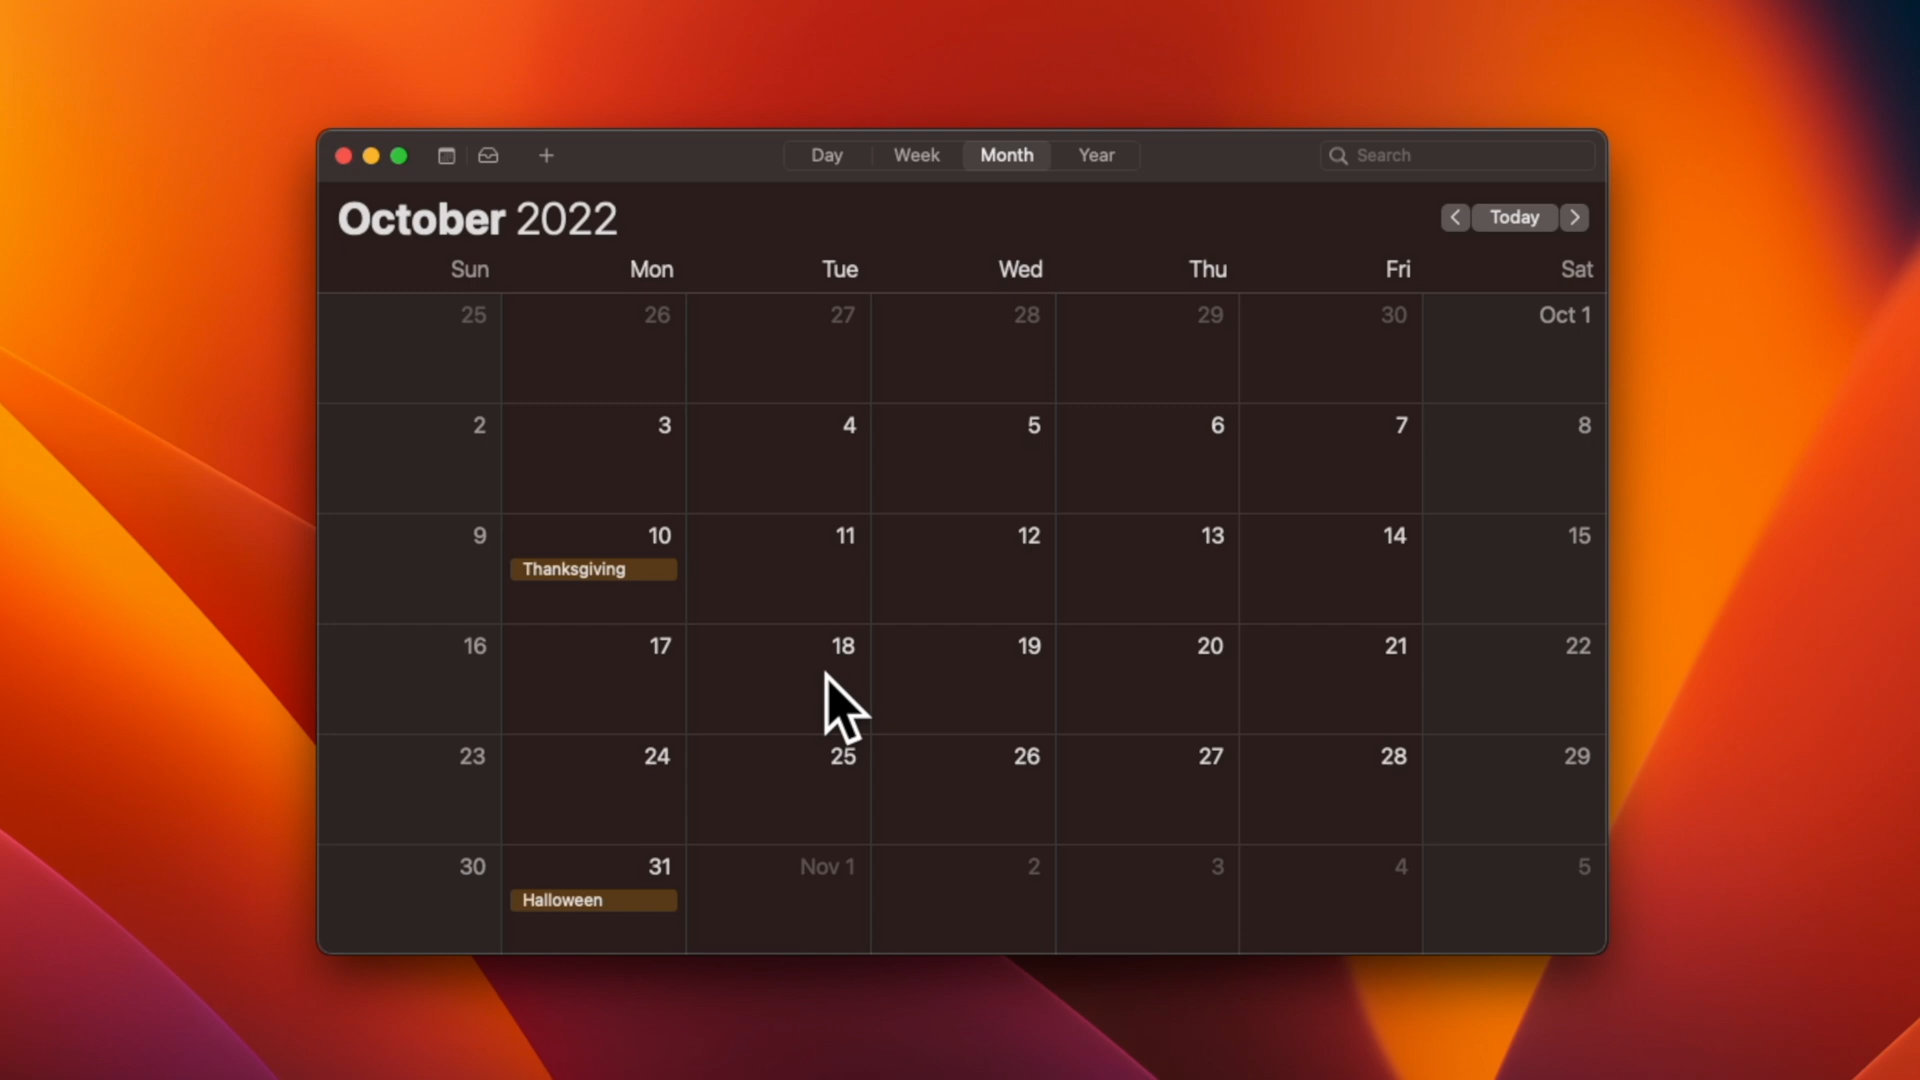 Day Week Month Year Search
October 2022
Today
Sun Mon Tue Wed Thu Fri Sat
25 26 27 28 29 30 Oct 1
2 3 4 5 6 7 8
9 10 11 12 13 14 15
Thanksgiving
16 17 18 19 20 21 22
23 24 25 26 27 28 29
30 31 Nov 1 2 3 4 5
Halloween